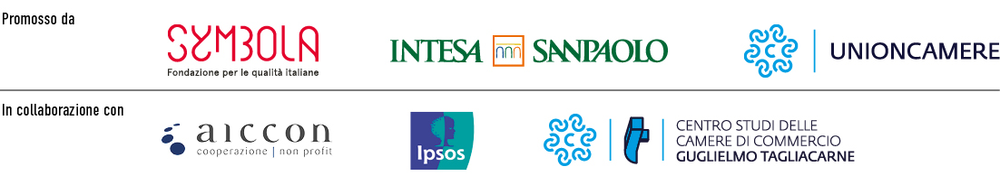 Promosso da
SYMBOLA
Fondazione per le qualità italiane
INTESA SANPAOLO
UNIONCAMERE
In collaborazione con
aiccon
cooperazione | non profit
Ipsos
CENTRO STUDI DELLE
CAMERE DI COMMERCIO
GUGLIELMO TAGLIACARNE